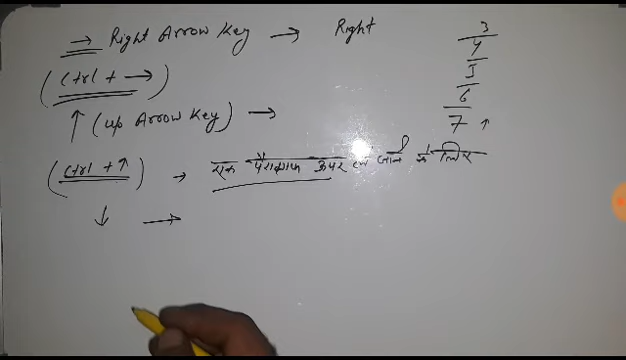 → Right Arrow Key → Right
(Ctrl + →)
↑ (up Arrow Key) →
(Ctrl + ↑) → एक पैराग्राफ ऊपर ले जाने के लिए
↓ →
3
4
5
6
7 ↑